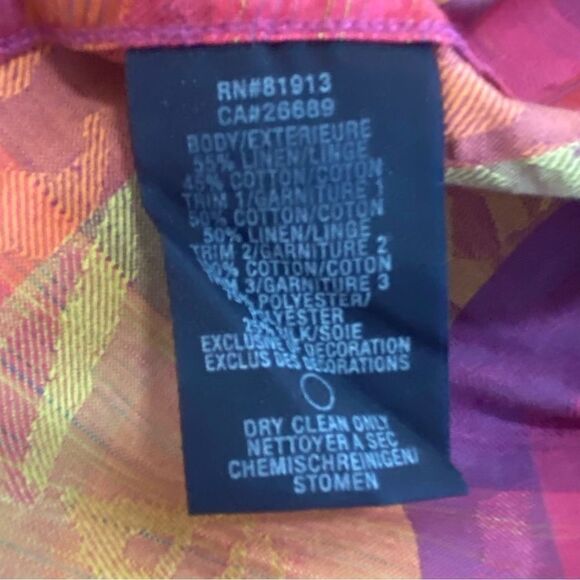 RN#81913
CA#26689
BODY/EXTERIEURE
55% LINEN/LINGE
45% COTTON/COTON
TRIM 1/GARNITURE 1
50% COTTON/COTON
50% LINEN/LINGE
TRIM 2/GARNITURE 2
COTTON/COTON
3/GARNITURE 3
POLYESTER/
SILK/SOIE
EXCLUSIVE OF DECORATION
EXCLUS DES DECORATIONS
DRY CLEAN ONLY
NETTOYER A SEC
CHEMISCHREINIGEN/
STOMEN